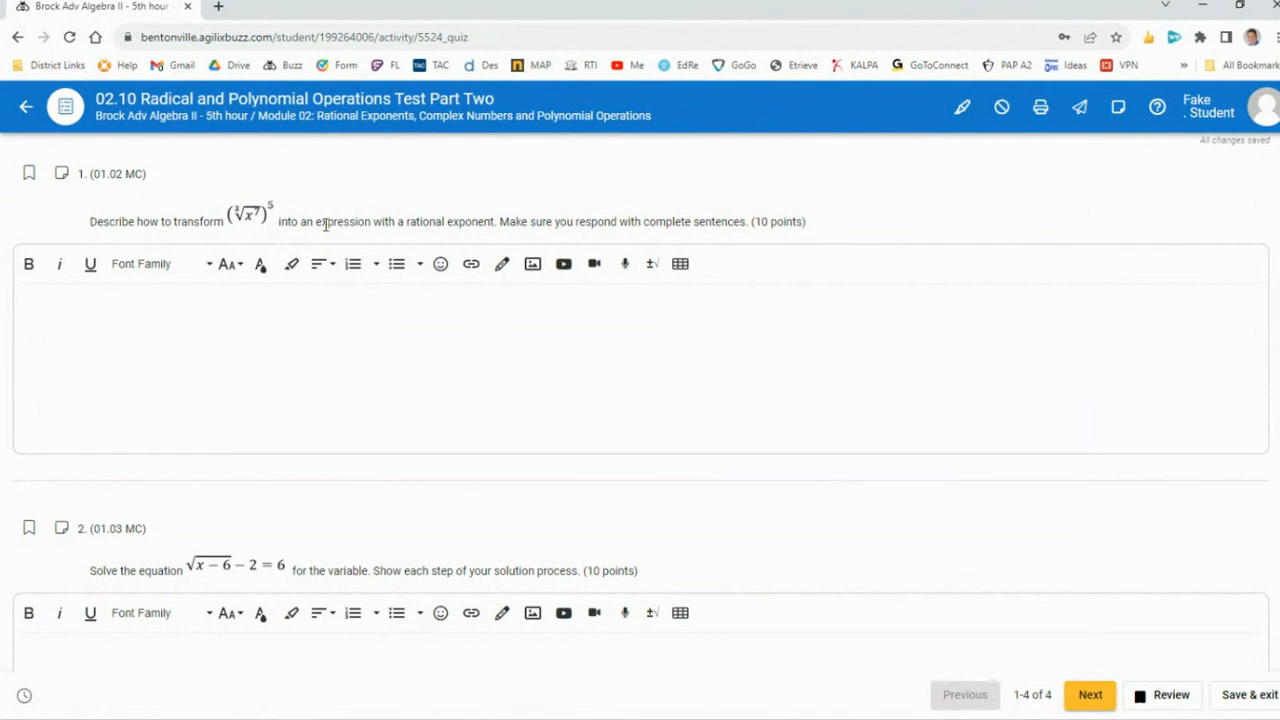 Brock Adv Algebra II - 5th hour
bentonville.agilixbuzz.com/student/199264006/activity/5524_quiz
District Links Help Gmail Drive Buzz Form FL TAC Des MAP RTI Me EdRe GoGo Etrieve KALPA GoToConnect PAP A2 Ideas VPN » All Bookmark
02.10 Radical and Polynomial Operations Test Part Two
Brock Adv Algebra II - 5th hour / Module 02: Rational Exponents, Complex Numbers and Polynomial Operations
Fake
. Student
All changes saved
1. (01.02 MC)
Describe how to transform (∛x⁷)⁵ into an expression with a rational exponent. Make sure you respond with complete sentences. (10 points)
B i U Font Family AA A
2. (01.03 MC)
Solve the equation √(x − 6) − 2 = 6 for the variable. Show each step of your solution process. (10 points)
B i U Font Family AA A
Previous 1-4 of 4 Next Review Save & exit